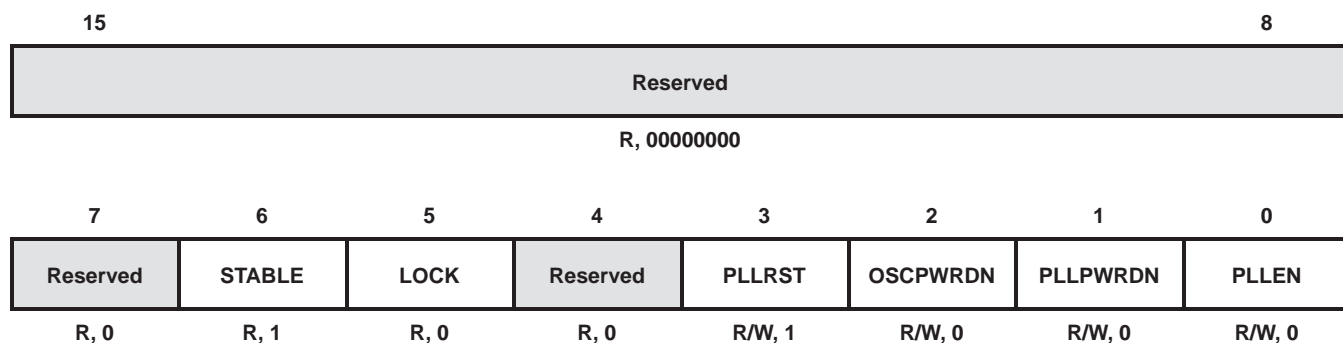 15 8
Reserved
R, 00000000
7 6 5 4 3 2 1 0
Reserved STABLE LOCK Reserved PLLRST OSCPWRDN PLLPWRDN PLLEN
R, 0 R, 1 R, 0 R, 0 R/W, 1 R/W, 0 R/W, 0 R/W, 0